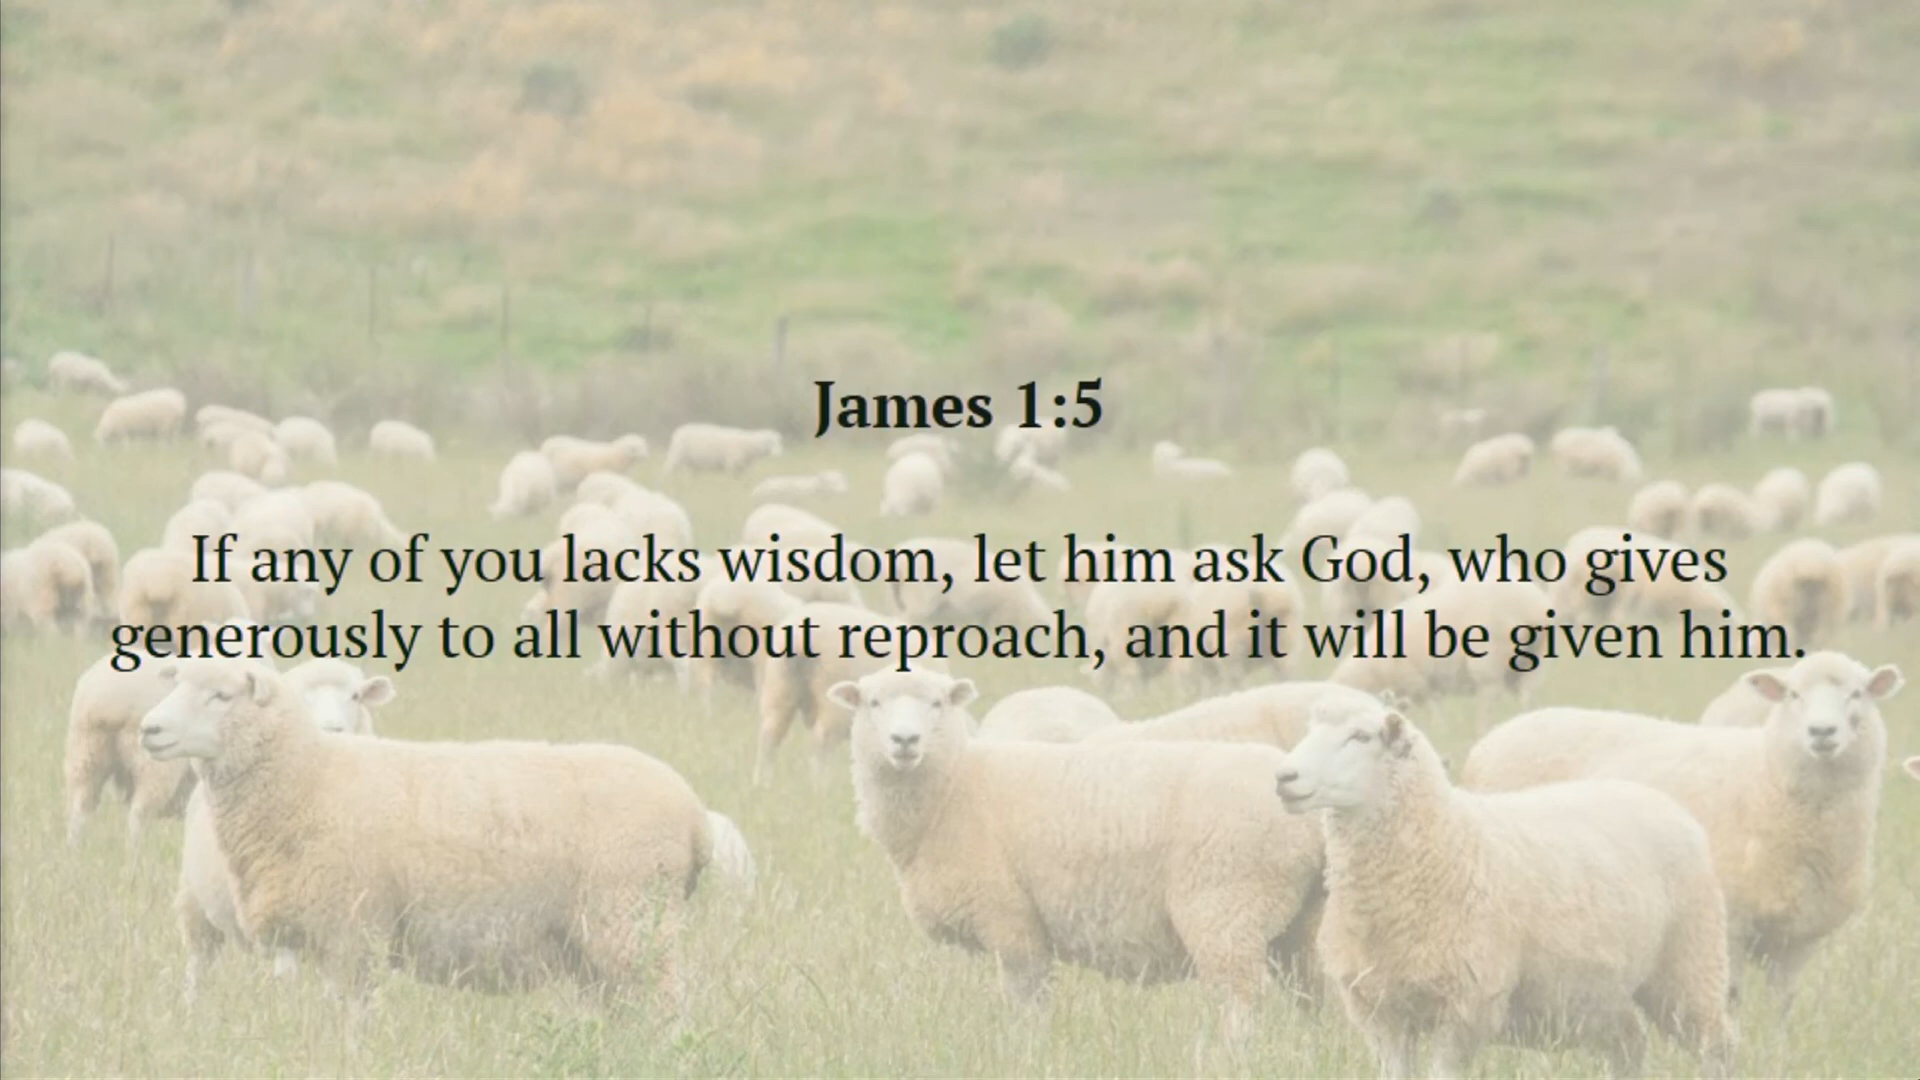 James 1:5
If any of you lacks wisdom, let him ask God, who gives
generously to all without reproach, and it will be given him.